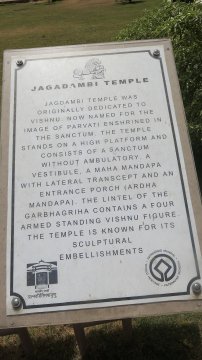 JAGADAMBI TEMPLE
JAGDAMBI TEMPLE WAS
ORIGINALLY DEDICATED TO
VISHNU, NOW NAMED FOR THE
IMAGE OF PARVATI ENSHRINED IN
THE SANCTUM. THE TEMPLE
STANDS ON A HIGH PLATFORM AND
CONSISTS OF A SANCTUM
WITHOUT AMBULATORY, A
VESTIBULE, A MAHA MANDAPA
WITH LATERAL TRANSCEPT AND AN
ENTRANCE PORCH (ARDHA
MANDAPA). THE LINTEL OF THE
GARBHAGRIHA CONTAINS A FOUR
ARMED STANDING VISHNU FIGURE.
THE TEMPLE IS KNOWN FOR ITS
SCULPTURAL
EMBELLISHMENTS